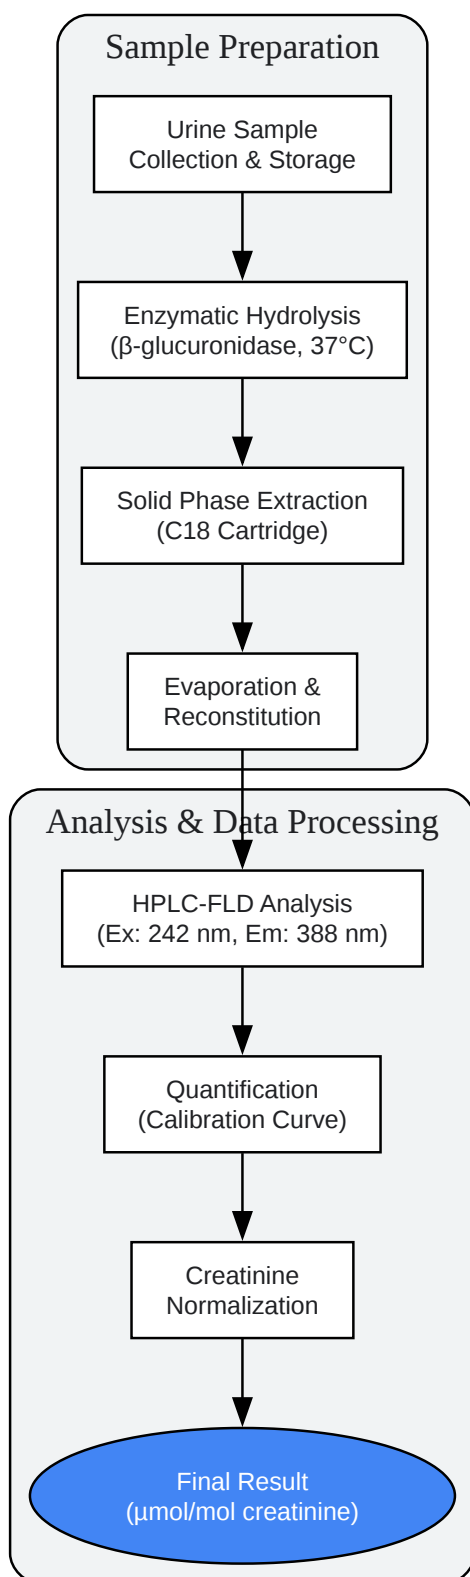 Sample Preparation
Urine Sample
Collection & Storage
Enzymatic Hydrolysis
(β-glucuronidase, 37°C)
Solid Phase Extraction
(C18 Cartridge)
Evaporation &
Reconstitution
Analysis & Data Processing
HPLC-FLD Analysis
(Ex: 242 nm, Em: 388 nm)
Quantification
(Calibration Curve)
Creatinine
Normalization
Final Result
(µmol/mol creatinine)